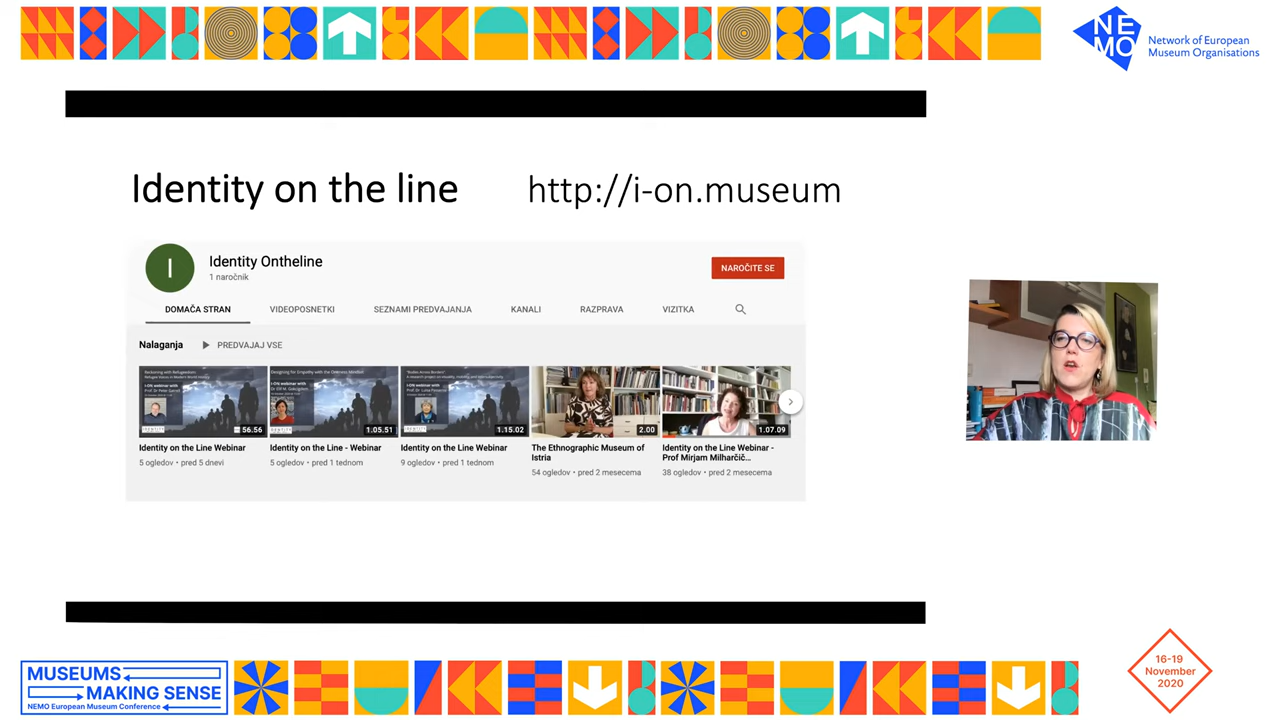 NE
MO
Network of European
Museum Organisations
Identity on the line
http://i-on.museum
I
Identity Ontheline
1 naročnik
NAROČITE SE
DOMAČA STRAN
VIDEOPOSNETKI
SEZNAMI PREDVAJANJA
KANALI
RAZPRAVA
VIZITKA
Nalaganja
PREDVAJAJ VSE
56.56
1.05.51
1.15.02
2.00
1.07.09
Identity on the Line Webinar
5 ogledov • pred 5 dnevi
Identity on the Line - Webinar
5 ogledov • pred 1 tednom
Identity on the Line Webinar
9 ogledov • pred 1 tednom
The Ethnographic Museum of
Istria
54 ogledov • pred 2 mesecema
Identity on the Line Webinar -
Prof Mirjam Milharčič...
38 ogledov • pred 2 mesecema
MUSEUMS
MAKING SENSE
NEMO European Museum Conference
16-19
November
2020